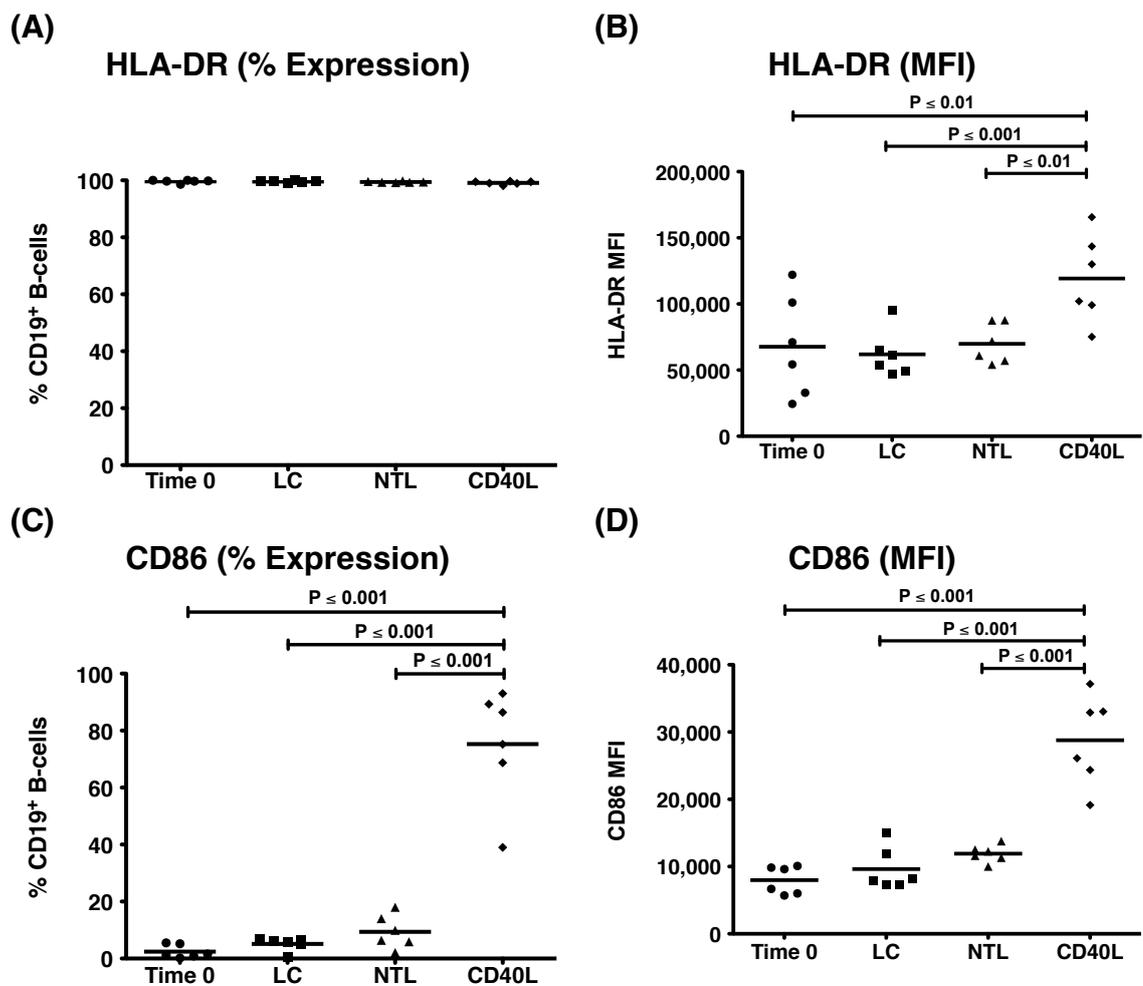 (A)
HLA-DR (% Expression)
% CD19⁺ B-cells
100
80
60
40
20
0
Time 0 LC NTL CD40L
(B)
HLA-DR (MFI)
P ≤ 0.01
P ≤ 0.001
P ≤ 0.01
HLA-DR MFI
200,000
150,000
100,000
50,000
0
Time 0 LC NTL CD40L
(C)
CD86 (% Expression)
P ≤ 0.001
P ≤ 0.001
P ≤ 0.001
% CD19⁺ B-cells
100
80
60
40
20
0
Time 0 LC NTL CD40L
(D)
CD86 (MFI)
P ≤ 0.001
P ≤ 0.001
P ≤ 0.001
CD86 MFI
40,000
30,000
20,000
10,000
0
Time 0 LC NTL CD40L